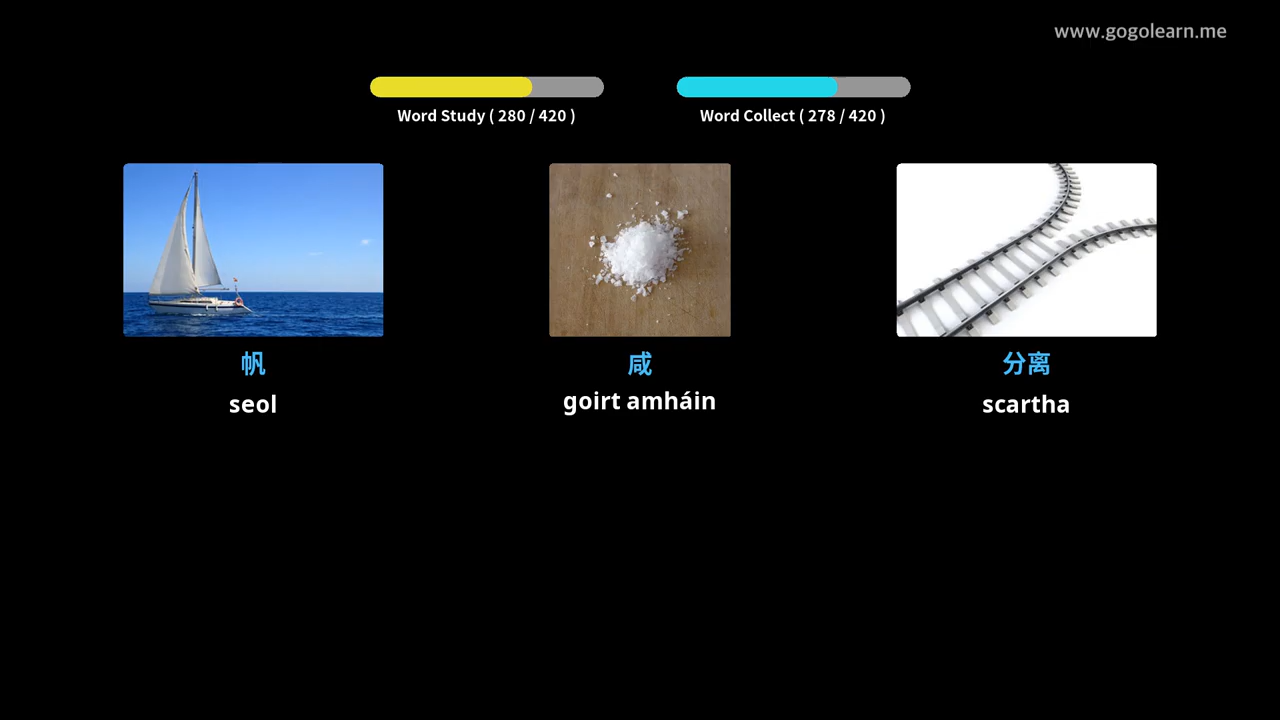 www.gogolearn.me
Word Study ( 280 / 420 )
Word Collect ( 278 / 420 )
帆
咸
分离
seol
goirt amháin
scartha